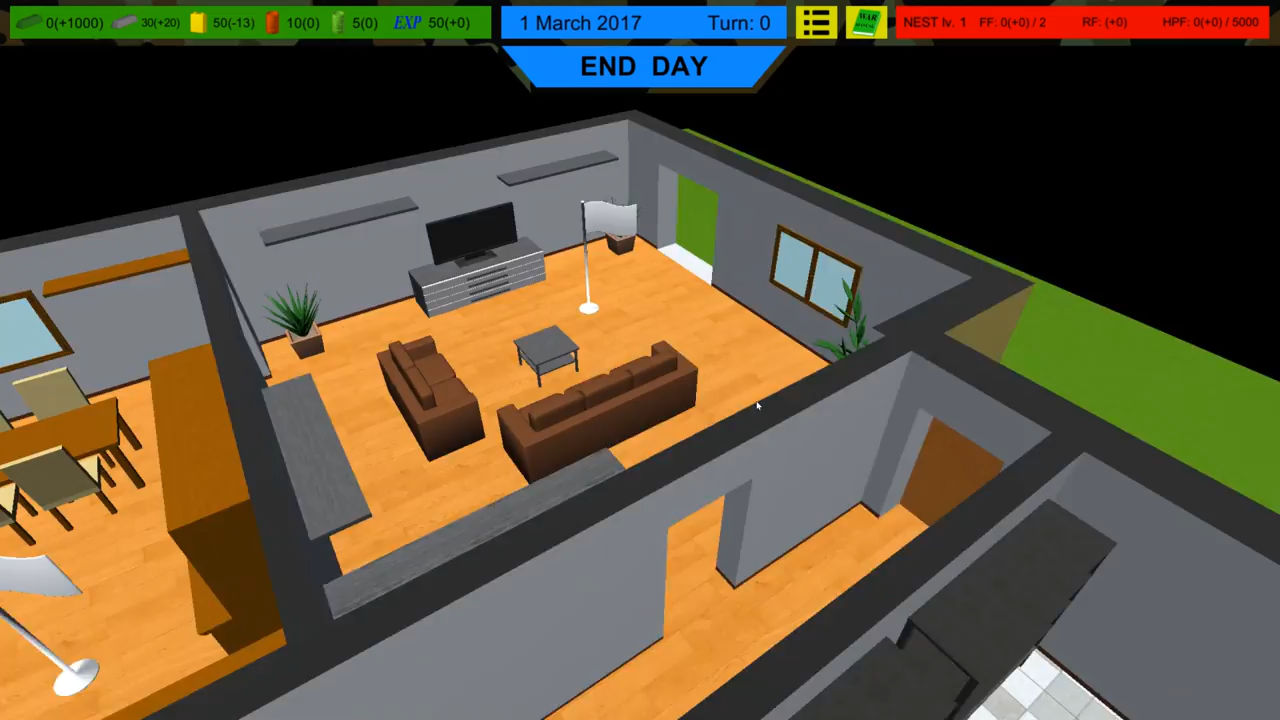 0(+1000) 30(+20) 50(-13) 10(0) 5(0) EXP 50(+0)
1 March 2017 Turn: 0
WAR
NEST lv. 1 FF: 0(+0) / 2 RF: (+0) HPF: 0(+0) / 5000
END DAY